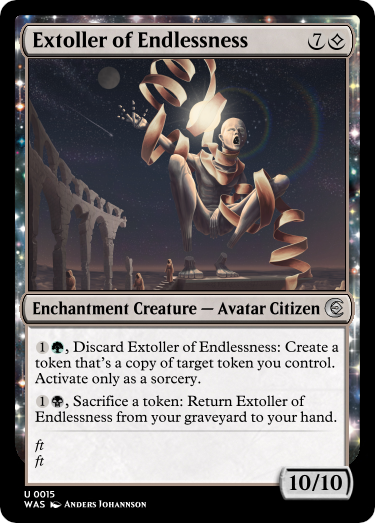 Extoller of Endlessness 7
Enchantment Creature — Avatar Citizen
1, Discard Extoller of Endlessness: Create a
token that's a copy of target token you control.
Activate only as a sorcery.
1, Sacrifice a token: Return Extoller of
Endlessness from your graveyard to your hand.
ft
ft
10/10
U 0015
WAS Anders Johannson